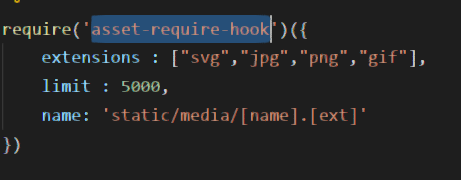 require('asset-require-hook')({
extensions : ["svg","jpg","png","gif"],
limit : 5000,
name: 'static/media/[name].[ext]'
})